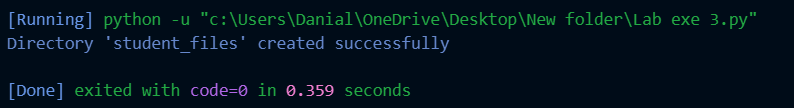 [Running] python -u "c:\Users\Danial\OneDrive\Desktop\New folder\Lab exe 3.py"
Directory 'student_files' created successfully
[Done] exited with code=0 in 0.359 seconds